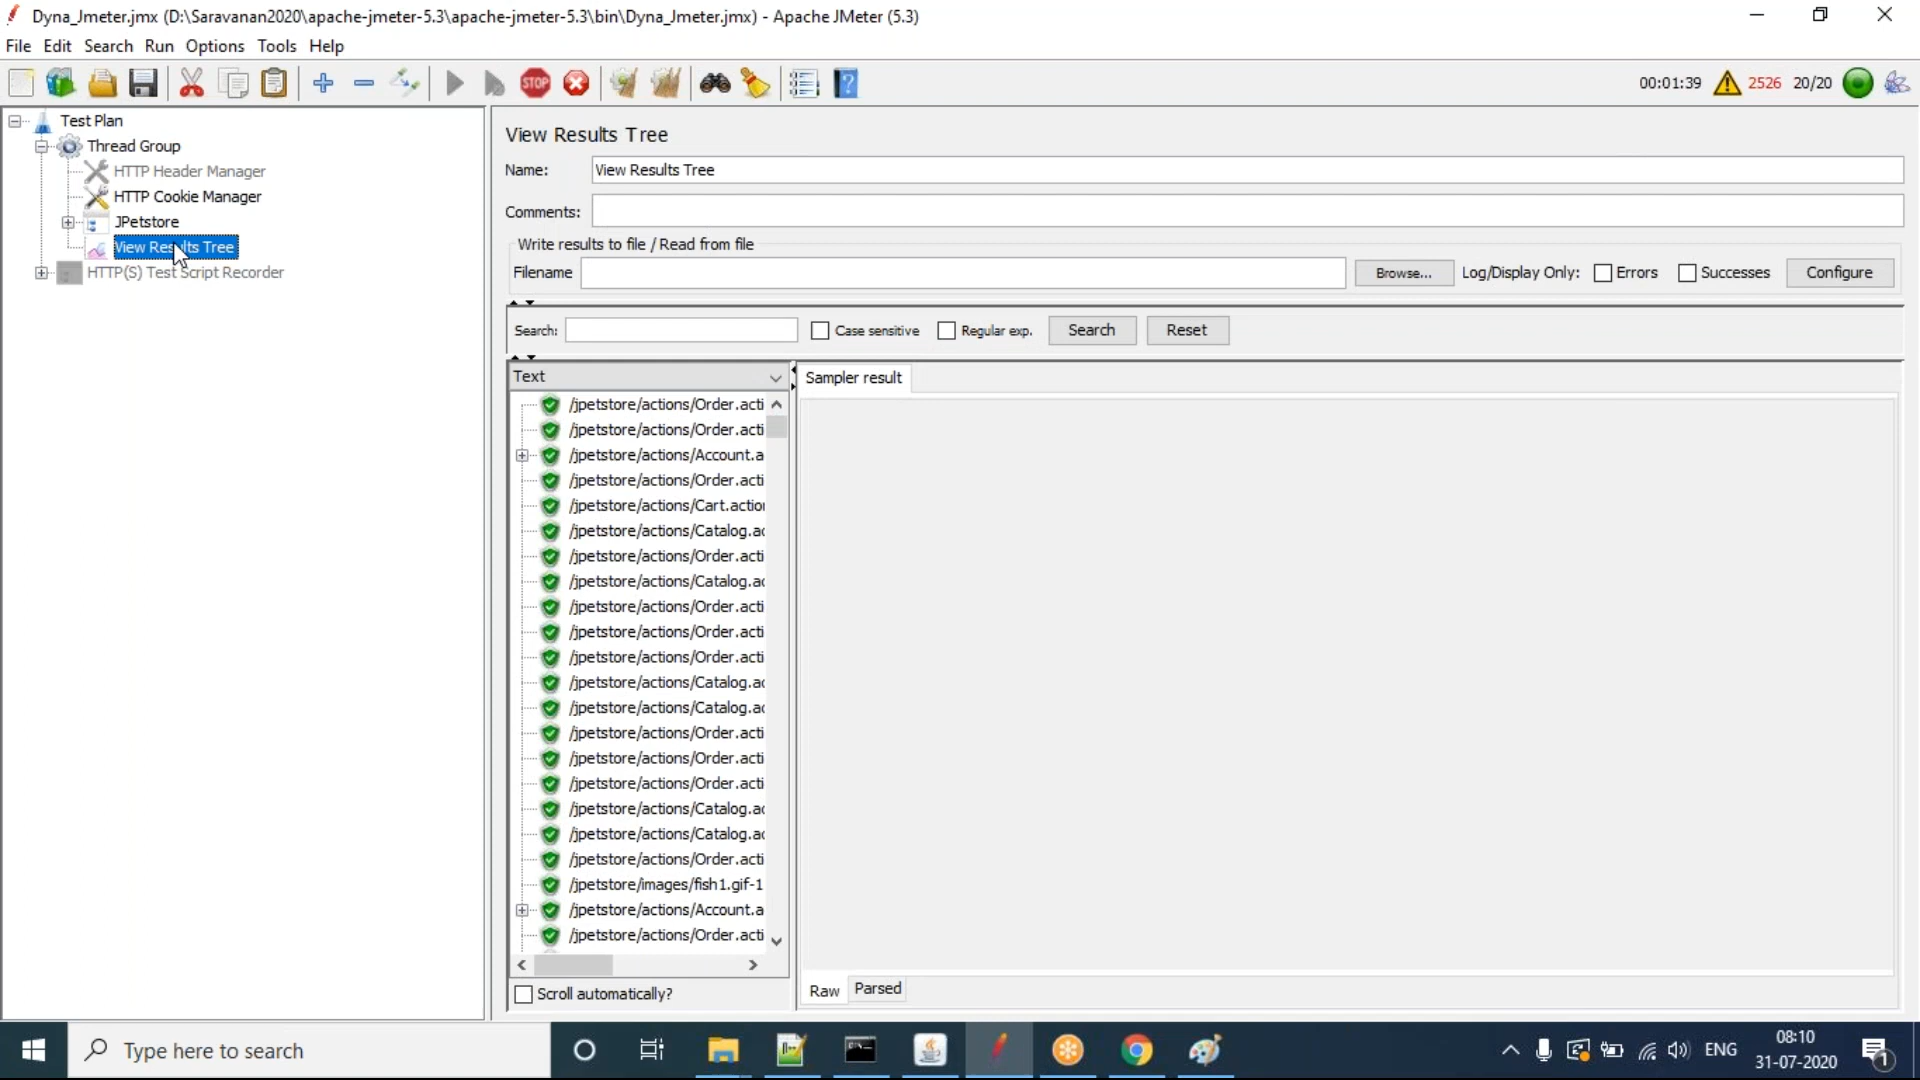 Dyna_Jmeter.jmx (D:\Saravanan2020\apache-jmeter-5.3\apache-jmeter-5.3\bin\Dyna_Jmeter.jmx) - Apache JMeter (5.3)
File Edit Search Run Options Tools Help
STOP
?
00:01:39 2526 20/20
Test Plan
Thread Group
HTTP Header Manager
HTTP Cookie Manager
JPetstore
View Results Tree
HTTP(S) Test Script Recorder
View Results Tree
Name: View Results Tree
Comments:
Write results to file / Read from file
Filename Browse... Log/Display Only: Errors Successes Configure
Search: Case sensitive Regular exp. Search Reset
Text
Sampler result
/jpetstore/actions/Order.acti
/jpetstore/actions/Order.acti
/jpetstore/actions/Account.a
/jpetstore/actions/Order.acti
/jpetstore/actions/Cart.action
/jpetstore/actions/Catalog.ac
/jpetstore/actions/Order.acti
/jpetstore/actions/Catalog.ac
/jpetstore/actions/Order.acti
/jpetstore/actions/Order.acti
/jpetstore/actions/Order.acti
/jpetstore/actions/Catalog.ac
/jpetstore/actions/Catalog.ac
/jpetstore/actions/Order.acti
/jpetstore/actions/Order.acti
/jpetstore/actions/Order.acti
/jpetstore/actions/Catalog.ac
/jpetstore/actions/Catalog.ac
/jpetstore/actions/Order.acti
/jpetstore/images/fish1.gif-1
/jpetstore/actions/Account.a
/jpetstore/actions/Order.acti
Scroll automatically?
Raw Parsed
Type here to search
ENG
08:10
31-07-2020
1